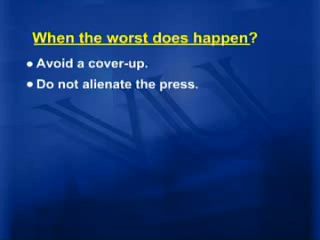 When the worst does happen?
● Avoid a cover-up.
● Do not alienate the press.